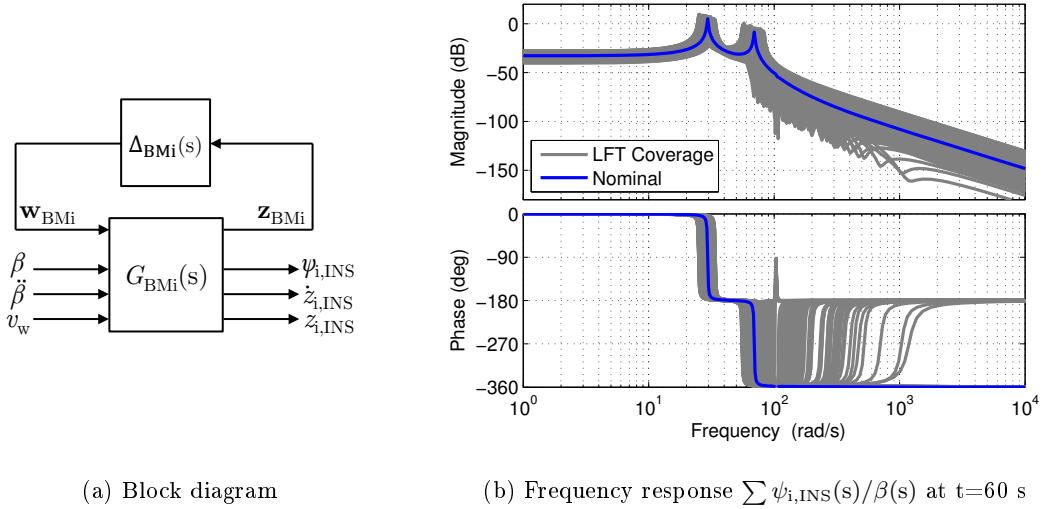 Δ_BMi(s)
w_BMi
z_BMi
G_BMi(s)
β
β̈
v_w
ψ_i,INS
ż_i,INS
z_i,INS
(a) Block diagram
0
−50
−100
−150
Magnitude (dB)
LFT Coverage
Nominal
0
−90
−180
−270
−360
Phase (deg)
10^0
10^1
10^2
10^3
10^4
Frequency (rad/s)
(b) Frequency response ∑ ψ_i,INS(s)/β(s) at t=60 s